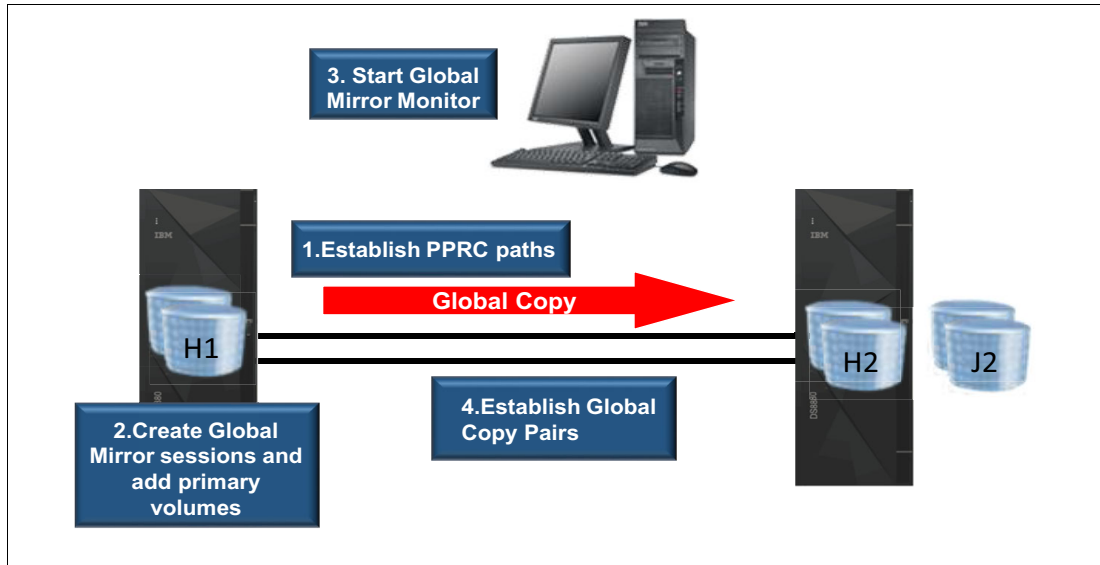 3. Start Global
Mirror Monitor
1.Establish PPRC paths
Global Copy
IBM
IBM
H1
H2
J2
DS8880
4.Establish Global
Copy Pairs
2.Create Global
Mirror sessions and
add primary
volumes